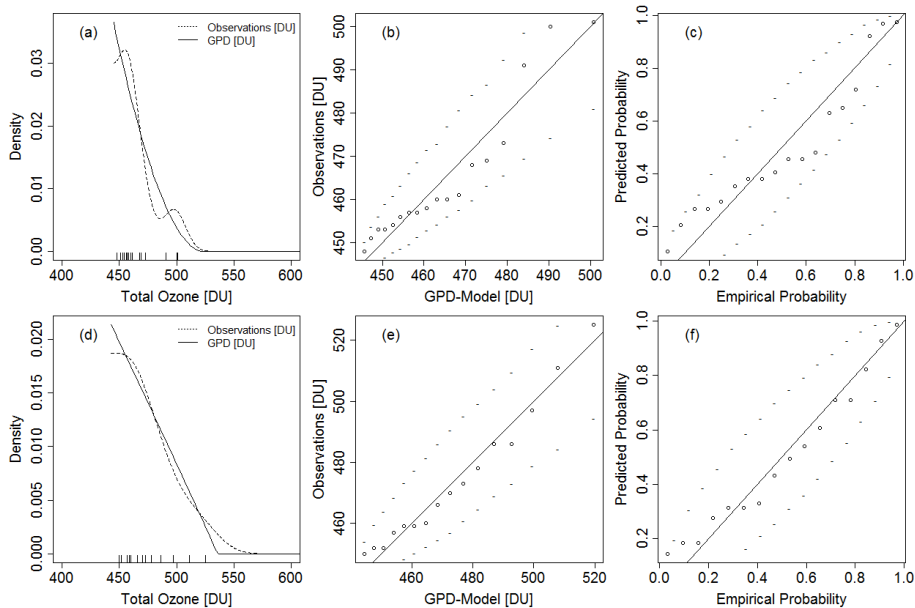 (a)
Observations [DU]
GPD [DU]
Density
0.00
0.01
0.02
0.03
400
450
500
550
600
Total Ozone [DU]
(b)
Observations [DU]
450
460
470
480
490
500
450
460
470
480
490
500
GPD-Model [DU]
(c)
Predicted Probability
0.2
0.4
0.6
0.8
1.0
0.0
0.2
0.4
0.6
0.8
1.0
Empirical Probability
(d)
Observations [DU]
GPD [DU]
Density
0.000
0.005
0.010
0.015
0.020
400
450
500
550
600
Total Ozone [DU]
(e)
Observations [DU]
460
480
500
520
460
480
500
520
GPD-Model [DU]
(f)
Predicted Probability
0.2
0.4
0.6
0.8
1.0
0.0
0.2
0.4
0.6
0.8
1.0
Empirical Probability